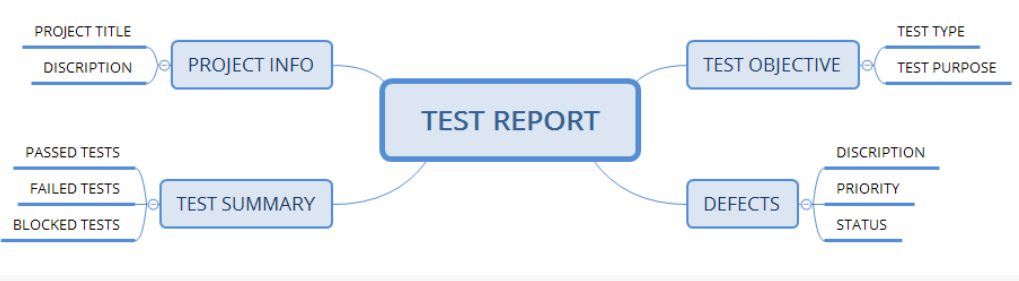 PROJECT TITLE
DISCRIPTION
PROJECT INFO
PASSED TESTS
FAILED TESTS
BLOCKED TESTS
TEST SUMMARY
TEST REPORT
TEST OBJECTIVE
TEST TYPE
TEST PURPOSE
DEFECTS
DISCRIPTION
PRIORITY
STATUS